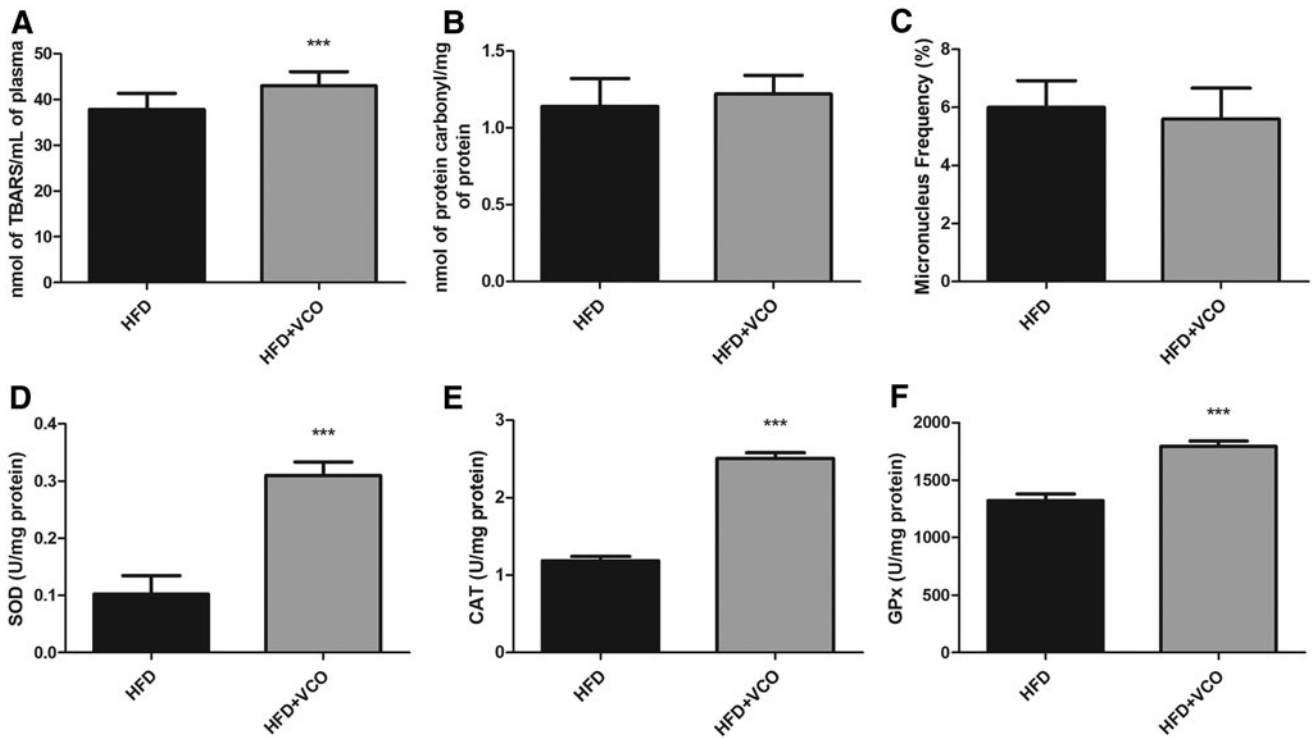 A
nmol of TBARS/mL of plasma
50
40
30
20
10
0
***
HFD
HFD+VCO
B
nmol of protein carbonyl/mg
of protein
1.5
1.0
0.5
0.0
HFD
HFD+VCO
C
Micronucleus Frequency (%)
8
6
4
2
0
HFD
HFD+VCO
D
SOD (U/mg protein)
0.4
0.3
0.2
0.1
0.0
***
HFD
HFD+VCO
E
CAT (U/mg protein)
3
2
1
0
***
HFD
HFD+VCO
F
GPx (U/mg protein)
2000
1500
1000
500
0
***
HFD
HFD+VCO